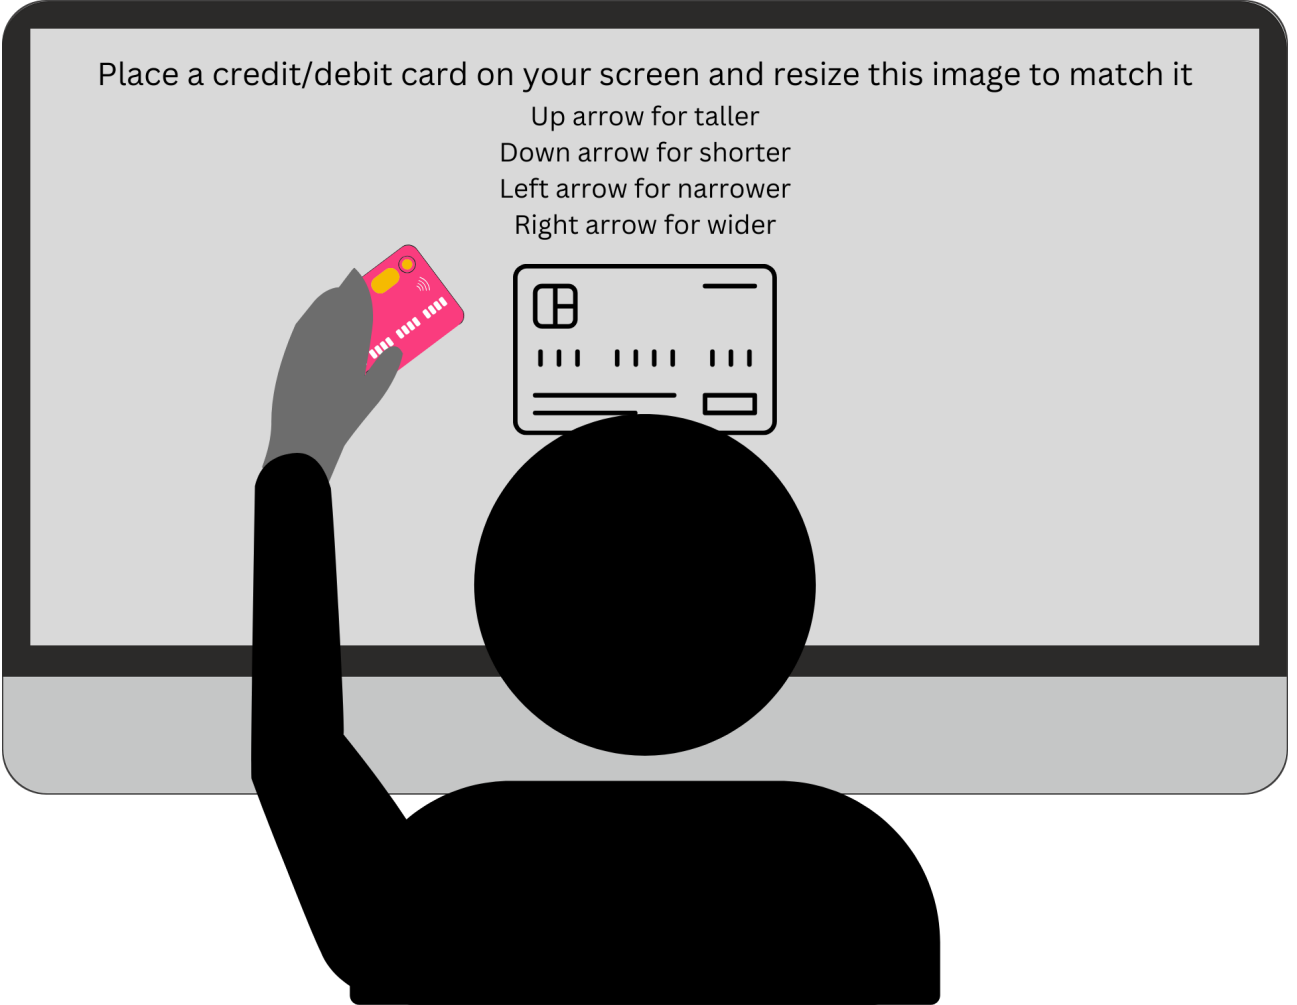 Place a credit/debit card on your screen and resize this image to match it
Up arrow for taller
Down arrow for shorter
Left arrow for narrower
Right arrow for wider